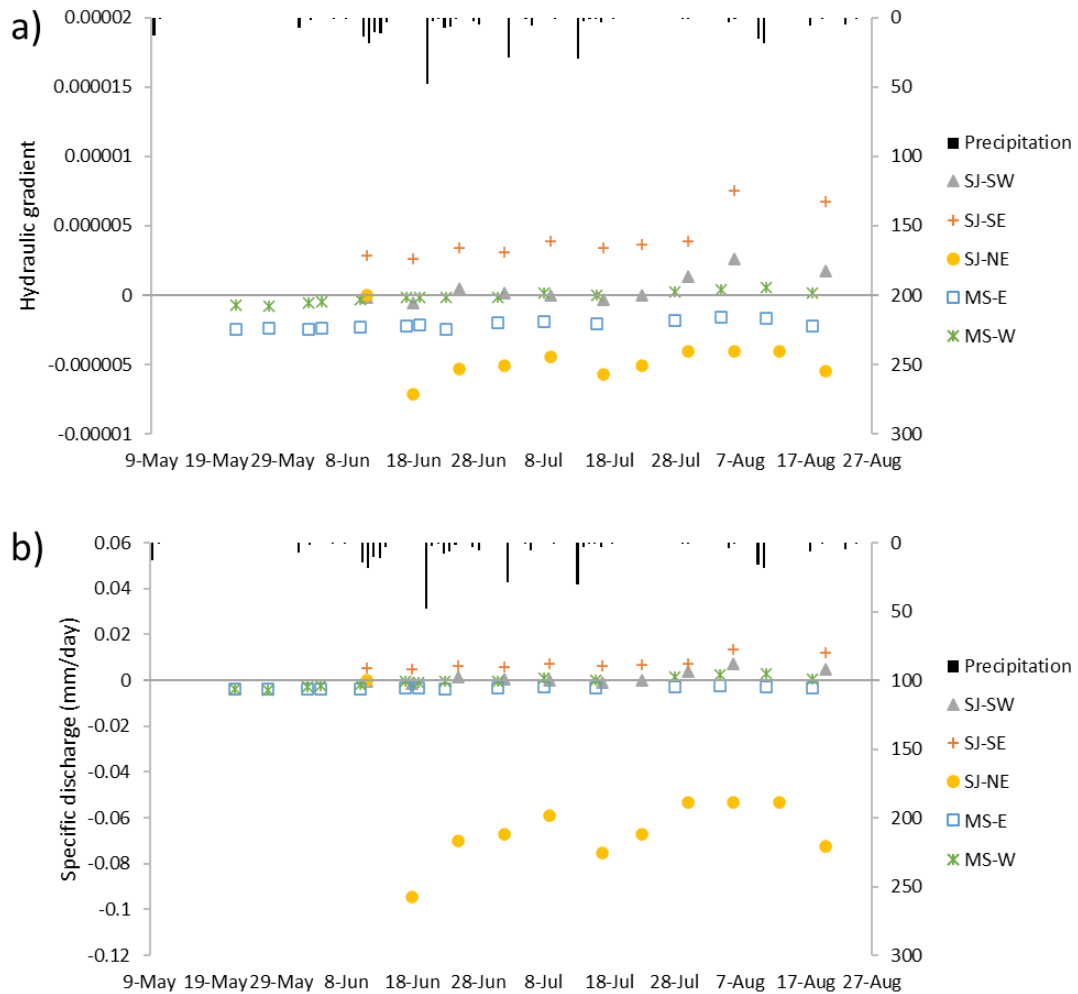 a)
0.00002
0.000015
0.00001
0.000005
0
-0.000005
-0.00001
Hydraulic gradient
0
50
100
150
200
250
300
9-May 19-May 29-May 8-Jun 18-Jun 28-Jun 8-Jul 18-Jul 28-Jul 7-Aug 17-Aug 27-Aug
Precipitation
SJ-SW
SJ-SE
SJ-NE
MS-E
MS-W
b)
0.06
0.04
0.02
0
-0.02
-0.04
-0.06
-0.08
-0.1
-0.12
Specific discharge (mm/day)
0
50
100
150
200
250
300
9-May 19-May 29-May 8-Jun 18-Jun 28-Jun 8-Jul 18-Jul 28-Jul 7-Aug 17-Aug 27-Aug
Precipitation
SJ-SW
SJ-SE
SJ-NE
MS-E
MS-W